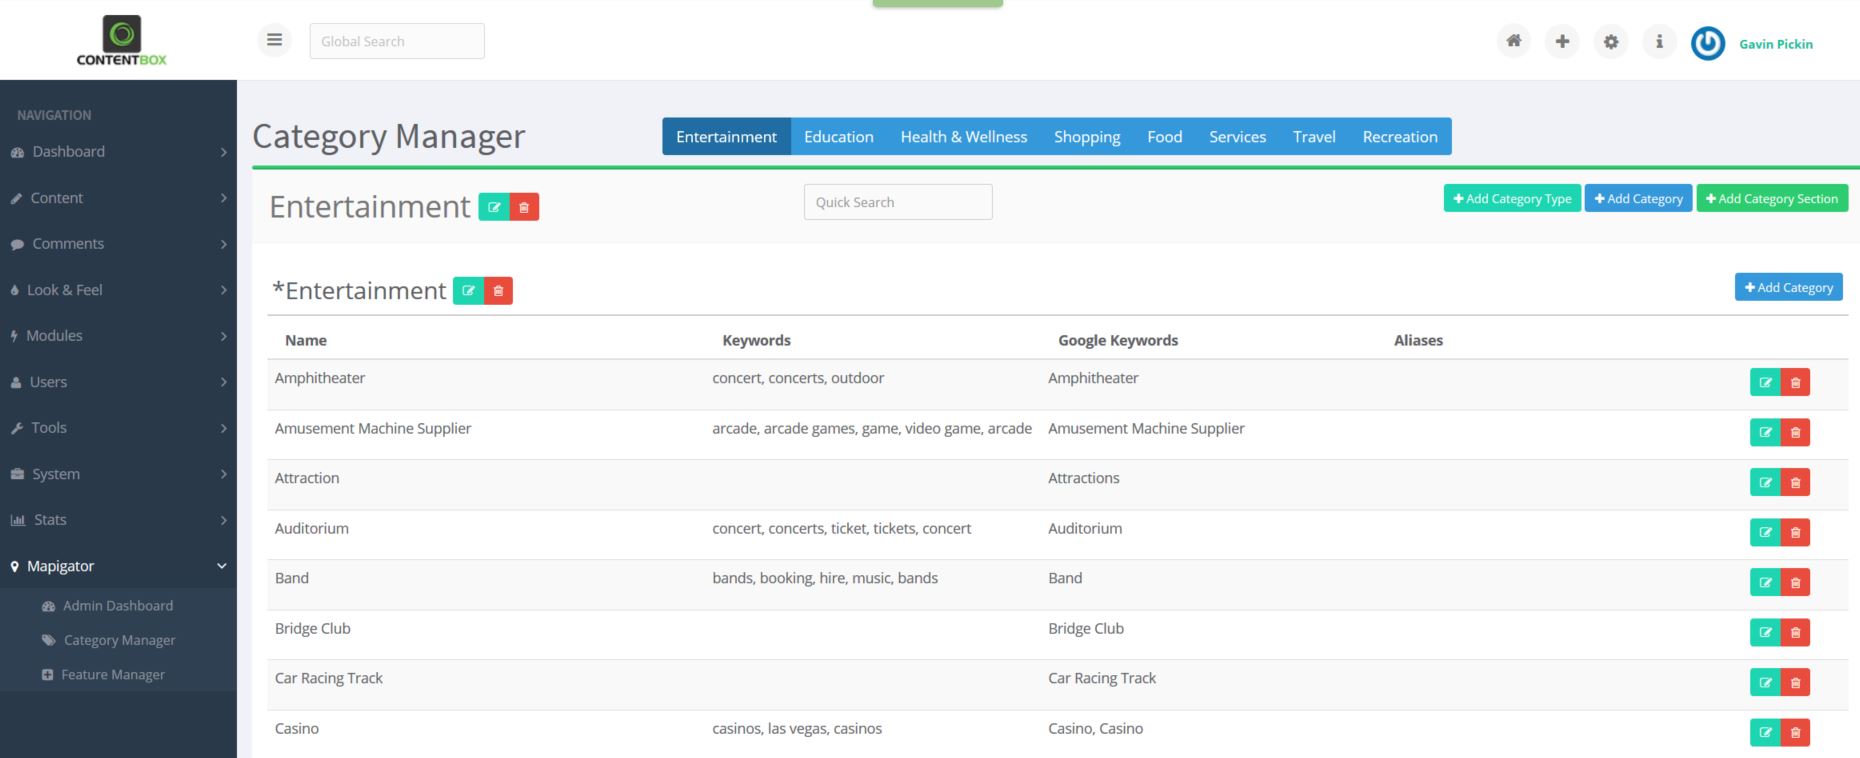 CONTENTBOX
Global Search
Gavin Pickin
NAVIGATION
Dashboard
Content
Comments
Look & Feel
Modules
Users
Tools
System
Stats
Mapigator
Admin Dashboard
Category Manager
Feature Manager
Category Manager
Entertainment Education Health & Wellness Shopping Food Services Travel Recreation
Entertainment
Quick Search
Add Category Type Add Category Add Category Section
*Entertainment
Add Category
Name Keywords Google Keywords Aliases
Amphitheater concert, concerts, outdoor Amphitheater
Amusement Machine Supplier arcade, arcade games, game, video game, arcade Amusement Machine Supplier
Attraction Attractions
Auditorium concert, concerts, ticket, tickets, concert Auditorium
Band bands, booking, hire, music, bands Band
Bridge Club Bridge Club
Car Racing Track Car Racing Track
Casino casinos, las vegas, casinos Casino, Casino